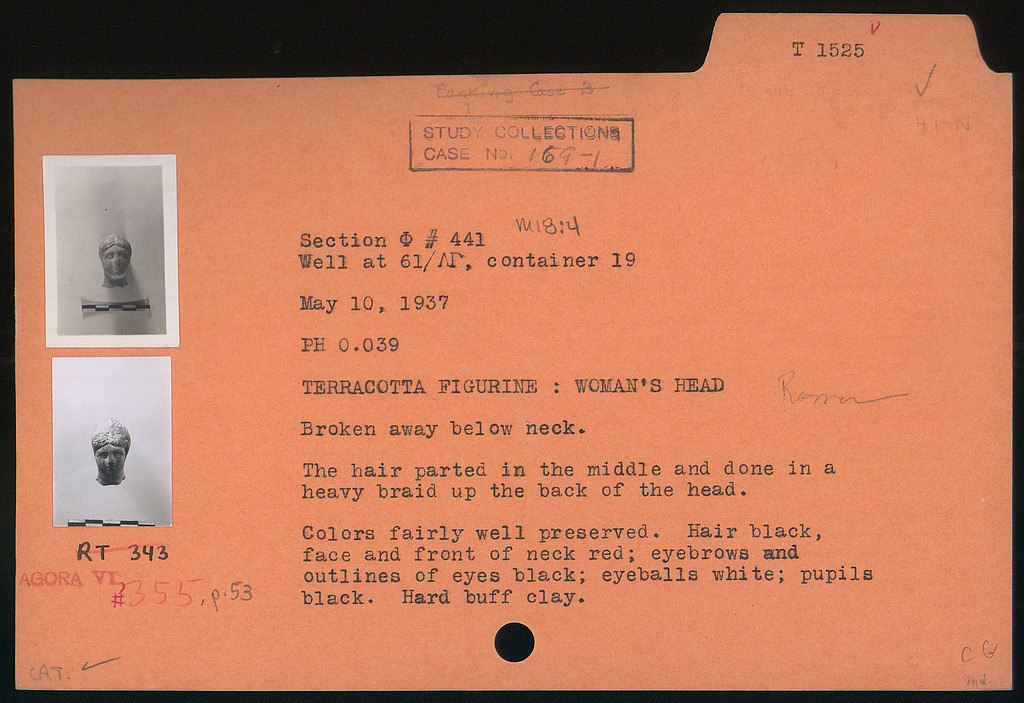 V
T 1525
Packing Case B
STUDY COLLECTIONS
CASE No. 169-1
41-N
M18:4
Section Φ # 441
Well at 61/ΛΓ, container 19
May 10, 1937
PH 0.039
TERRACOTTA FIGURINE : WOMAN'S HEAD
Roman
Broken away below neck.
The hair parted in the middle and done in a
heavy braid up the back of the head.
Colors fairly well preserved. Hair black,
face and front of neck red; eyebrows and
outlines of eyes black; eyeballs white; pupils
black. Hard buff clay.
RT 343
AGORA VI
#355, p.53
CAT.
CG
md.